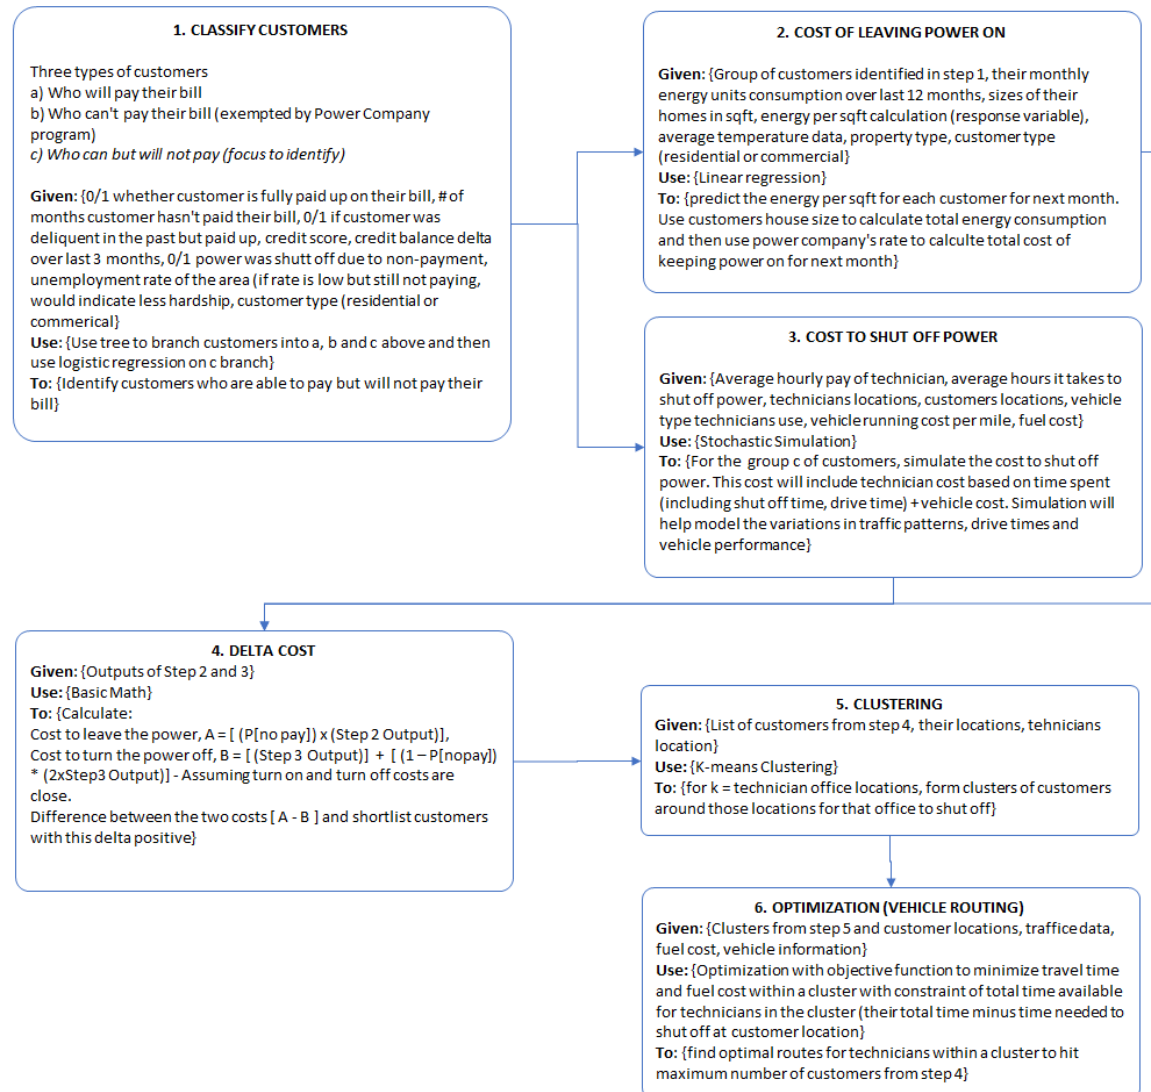 1. CLASSIFY CUSTOMERS
Three types of customers
a) Who will pay their bill
b) Who can't pay their bill (exempted by Power Company
program)
c) Who can but will not pay (focus to identify)
Given: {0/1 whether customer is fully paid up on their bill, # of
months customer hasn't paid their bill, 0/1 if customer was
deliquent in the past but paid up, credit score, credit balance delta
over last 3 months, 0/1 power was shutt off due to non-payment,
unemployment rate of the area (if rate is low but still not paying,
would indicate less hardship, customer type (residential or
commerical}
Use: {Use tree to branch customers into a, b and c above and then
use logistic regression on c branch}
To: {Identify customers who are able to pay but will not pay their
bill}
2. COST OF LEAVING POWER ON
Given: {Group of customers identified in step 1, their monthly
energy units consumption over last 12 months, sizes of their
homes in sqft, energy per sqft calculation (response variable),
average temperature data, property type, customer type
(residential or commercial}
Use: {Linear regression}
To: {predict the energy per sqft for each customer for next month.
Use customers house size to calculate total energy consumption
and then use power company's rate to calculte total cost of
keeping power on for next month}
3. COST TO SHUT OFF POWER
Given: {Average hourly pay of technician, average hours it takes to
shut off power, technicians locations, customers locations, vehicle
type technicians use, vehicle running cost per mile, fuel cost}
Use: {Stochastic Simulation}
To: {For the group c of customers, simulate the cost to shut off
power. This cost will include technician cost based on time spent
(including shut off time, drive time) + vehicle cost. Simulation will
help model the variations in traffic patterns, drive times and
vehicle performance}
4. DELTA COST
Given: {Outputs of Step 2 and 3}
Use: {Basic Math}
To: {Calculate:
Cost to leave the power, A = [ (P[no pay]) x (Step 2 Output)],
Cost to turn the power off, B = [ (Step 3 Output)] + [ (1 – P[nopay])
* (2xStep3 Output)] - Assuming turn on and turn off costs are
close.
Difference between the two costs [ A - B ] and shortlist customers
with this delta positive}
5. CLUSTERING
Given: {List of customers from step 4, their locations, tehnicians
location}
Use: {K-means Clustering}
To: {for k = technician office locations, form clusters of customers
around those locations for that office to shut off}
6. OPTIMIZATION (VEHICLE ROUTING)
Given: {Clusters from step 5 and customer locations, traffice data,
fuel cost, vehicle information}
Use: {Optimization with objective function to minimize travel time
and fuel cost within a cluster with constraint of total time available
for technicians in the cluster (their total time minus time needed to
shut off at customer location}
To: {find optimal routes for technicians within a cluster to hit
maximum number of customers from step 4}